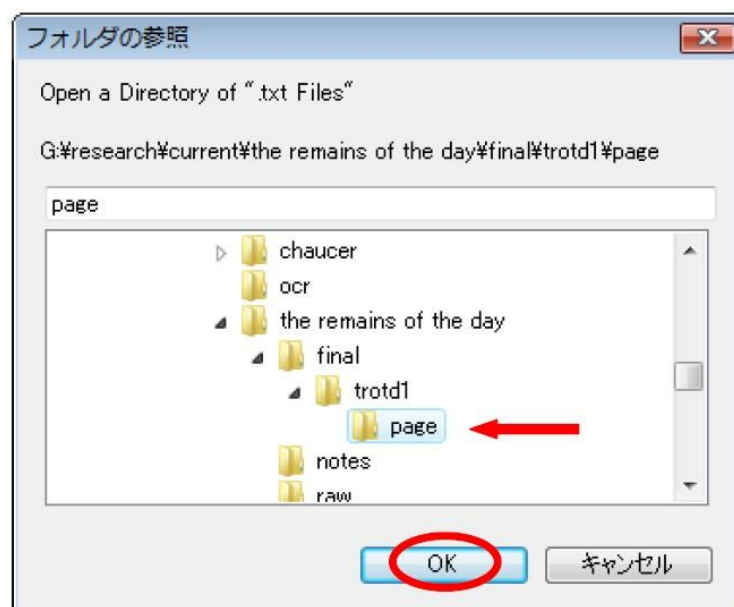 フォルダの参照
Open a Directory of ".txt Files"
G:¥research¥current¥the remains of the day¥final¥trotd1¥page
page
chaucer
ocr
the remains of the day
final
trotd1
page
notes
raw
OK
キャンセル